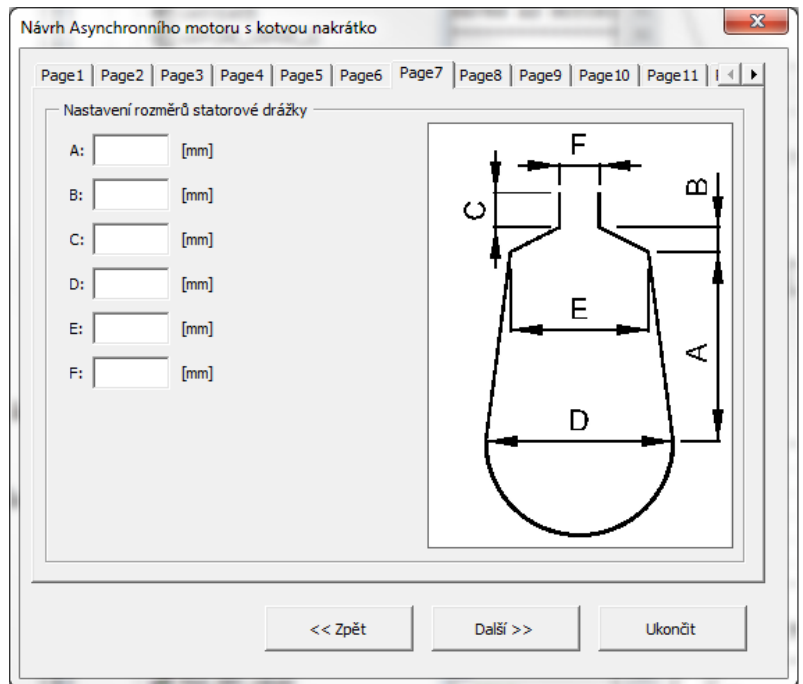 Návrh Asynchronního motoru s kotvou nakrátko
Page1 Page2 Page3 Page4 Page5 Page6 Page7 Page8 Page9 Page10 Page11
Nastavení rozměrů statorové drážky
A: [mm]
B: [mm]
C: [mm]
D: [mm]
E: [mm]
F: [mm]
F
B
C
E
A
D
<< Zpět Další >> Ukončit